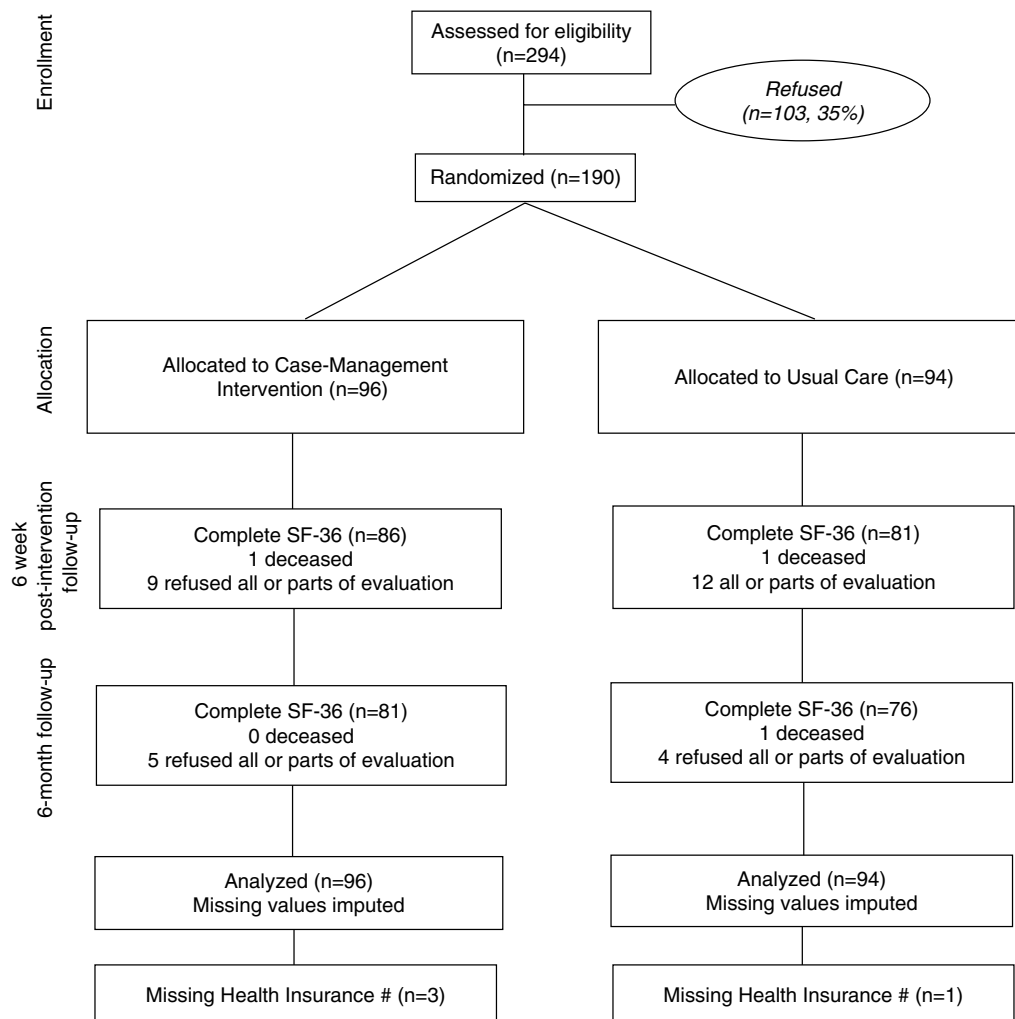 Enrollment
Assessed for eligibility
(n=294)
Refused
(n=103, 35%)
Randomized (n=190)
Allocation
Allocated to Case-Management
Intervention (n=96)
Allocated to Usual Care (n=94)
6 week
post-intervention
follow-up
Complete SF-36 (n=86)
1 deceased
9 refused all or parts of evaluation
Complete SF-36 (n=81)
1 deceased
12 all or parts of evaluation
6-month follow-up
Complete SF-36 (n=81)
0 deceased
5 refused all or parts of evaluation
Complete SF-36 (n=76)
1 deceased
4 refused all or parts of evaluation
Analyzed (n=96)
Missing values imputed
Analyzed (n=94)
Missing values imputed
Missing Health Insurance # (n=3)
Missing Health Insurance # (n=1)